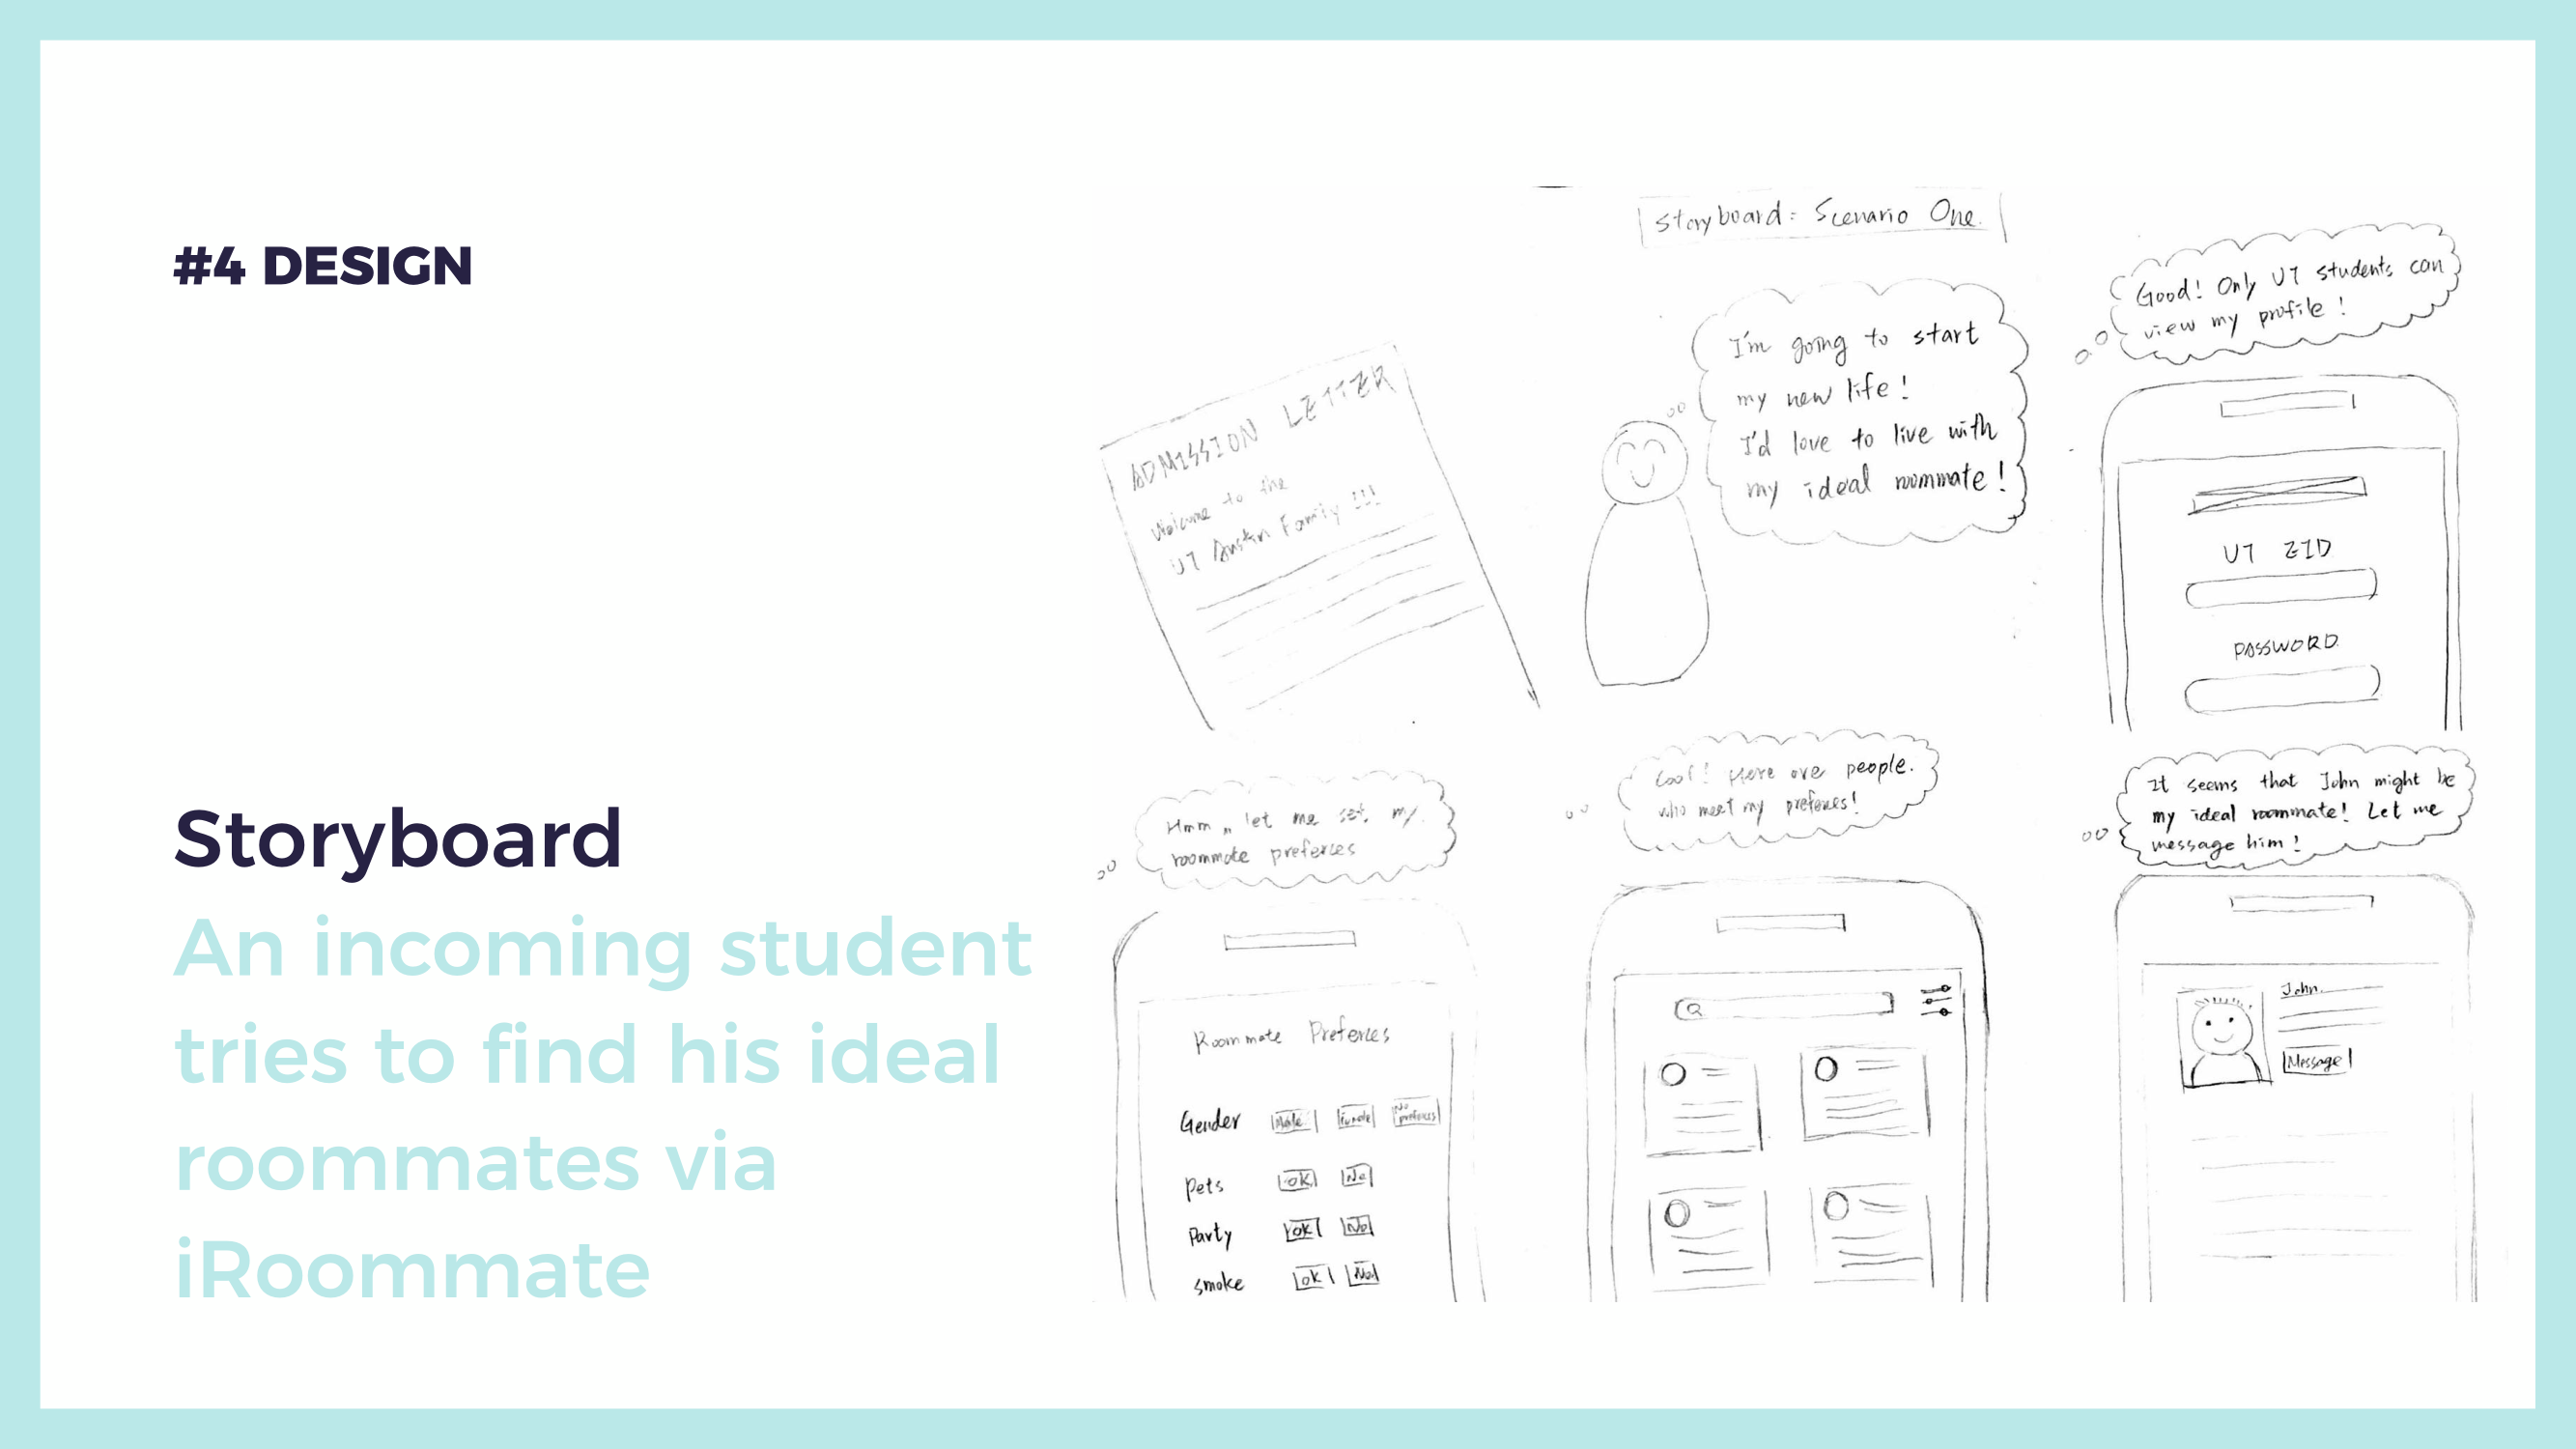 #4 DESIGN
Storyboard
An incoming student
tries to find his ideal
roommates via
iRoommate
Storyboard: Scenario One.
ADMISSION LETTER
Welcome to the
UT Austin Family !!!
I'm going to start
my new life!
I'd love to live with
my ideal roommate!
Good! Only UT students can
view my profile!
UT EID
PASSWORD
Hmm, let me set my
roommate prefereces
Roommate Preferces
Gender Male Female No
prefereces
Pets OK No
Party OK No
smoke OK No
Cool! Here are people.
who meet my prefereces!
It seems that John might be
my ideal roommate! Let me
message him!
John
Message